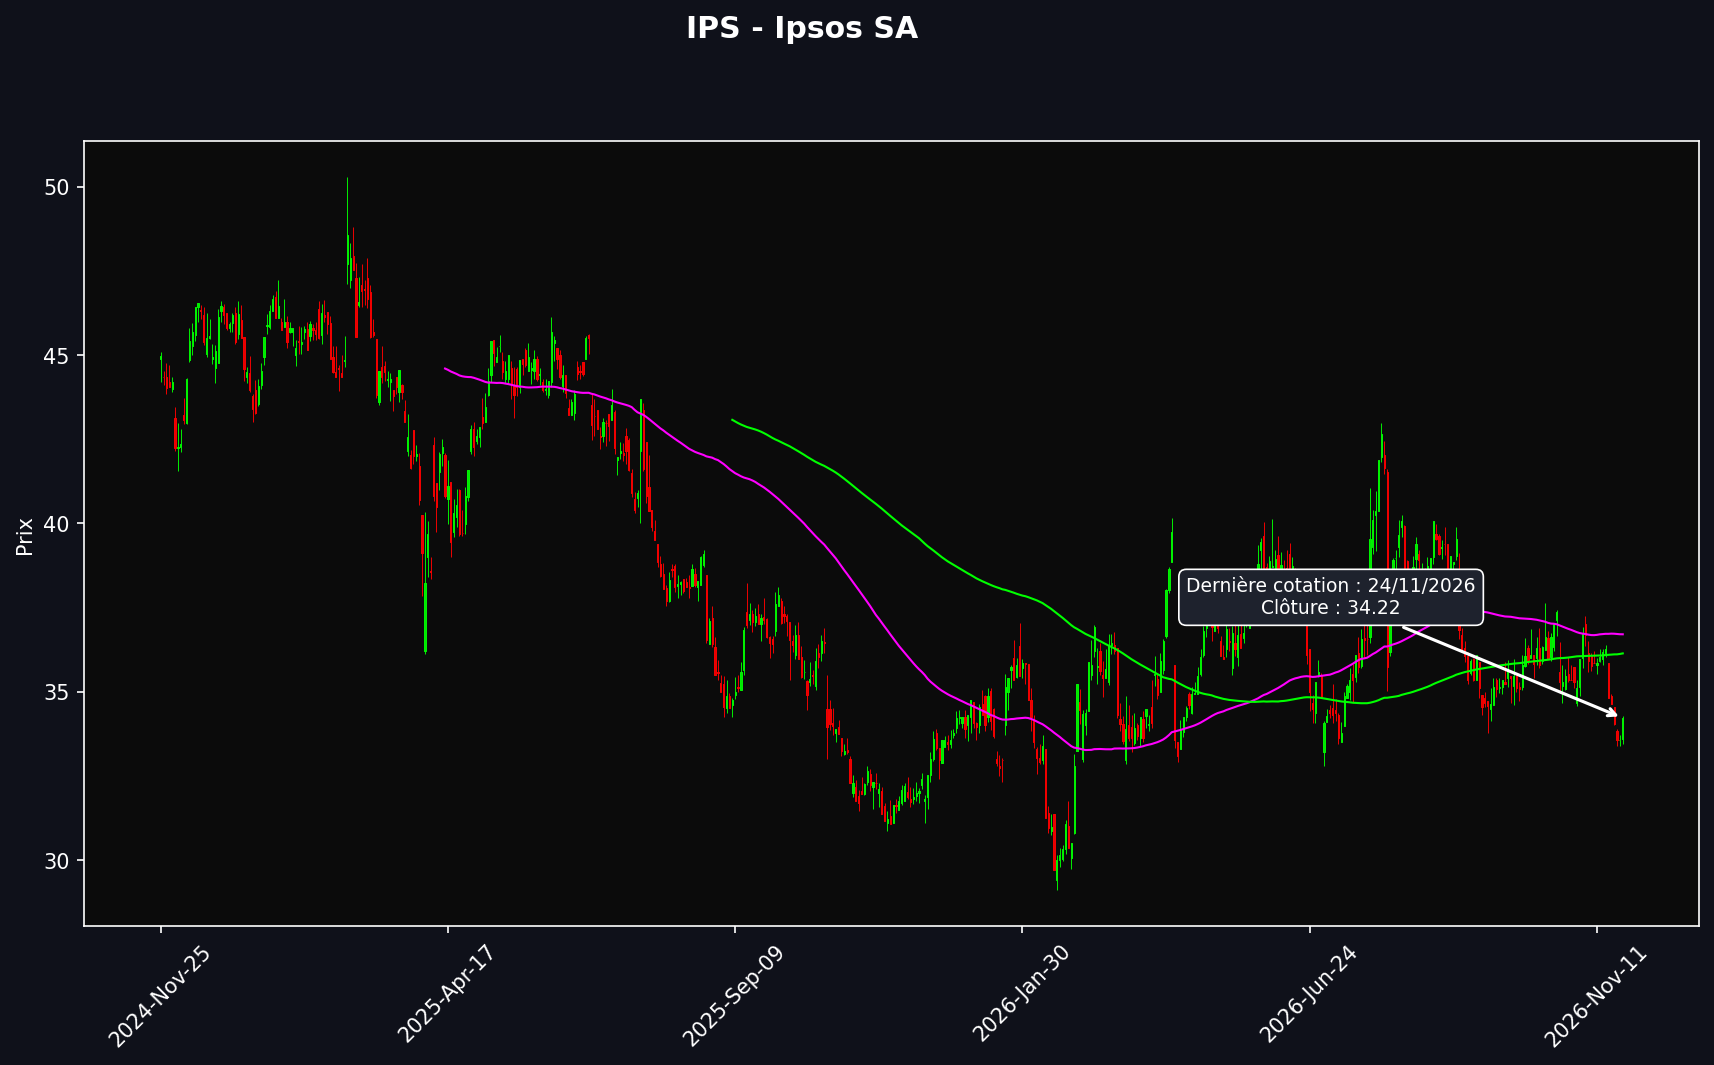 IPS - Ipsos SA
Prix
50
45
40
35
30
Dernière cotation : 24/11/2026
Clôture : 34.22
2024-Nov-25
2025-Apr-17
2025-Sep-09
2026-Jan-30
2026-Jun-24
2026-Nov-11